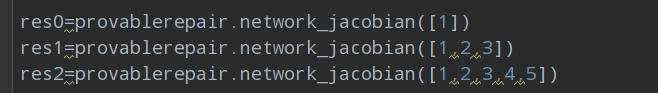 res0=provablerepair.network_jacobian([1])
res1=provablerepair.network_jacobian([1,2,3])
res2=provablerepair.network_jacobian([1,2,3,4,5])